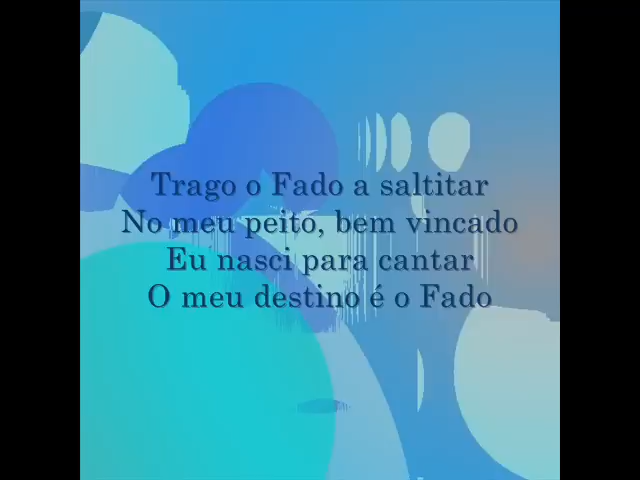 Trago o Fado a saltitar
No meu peito, bem vincado
Eu nasci para cantar
O meu destino é o Fado